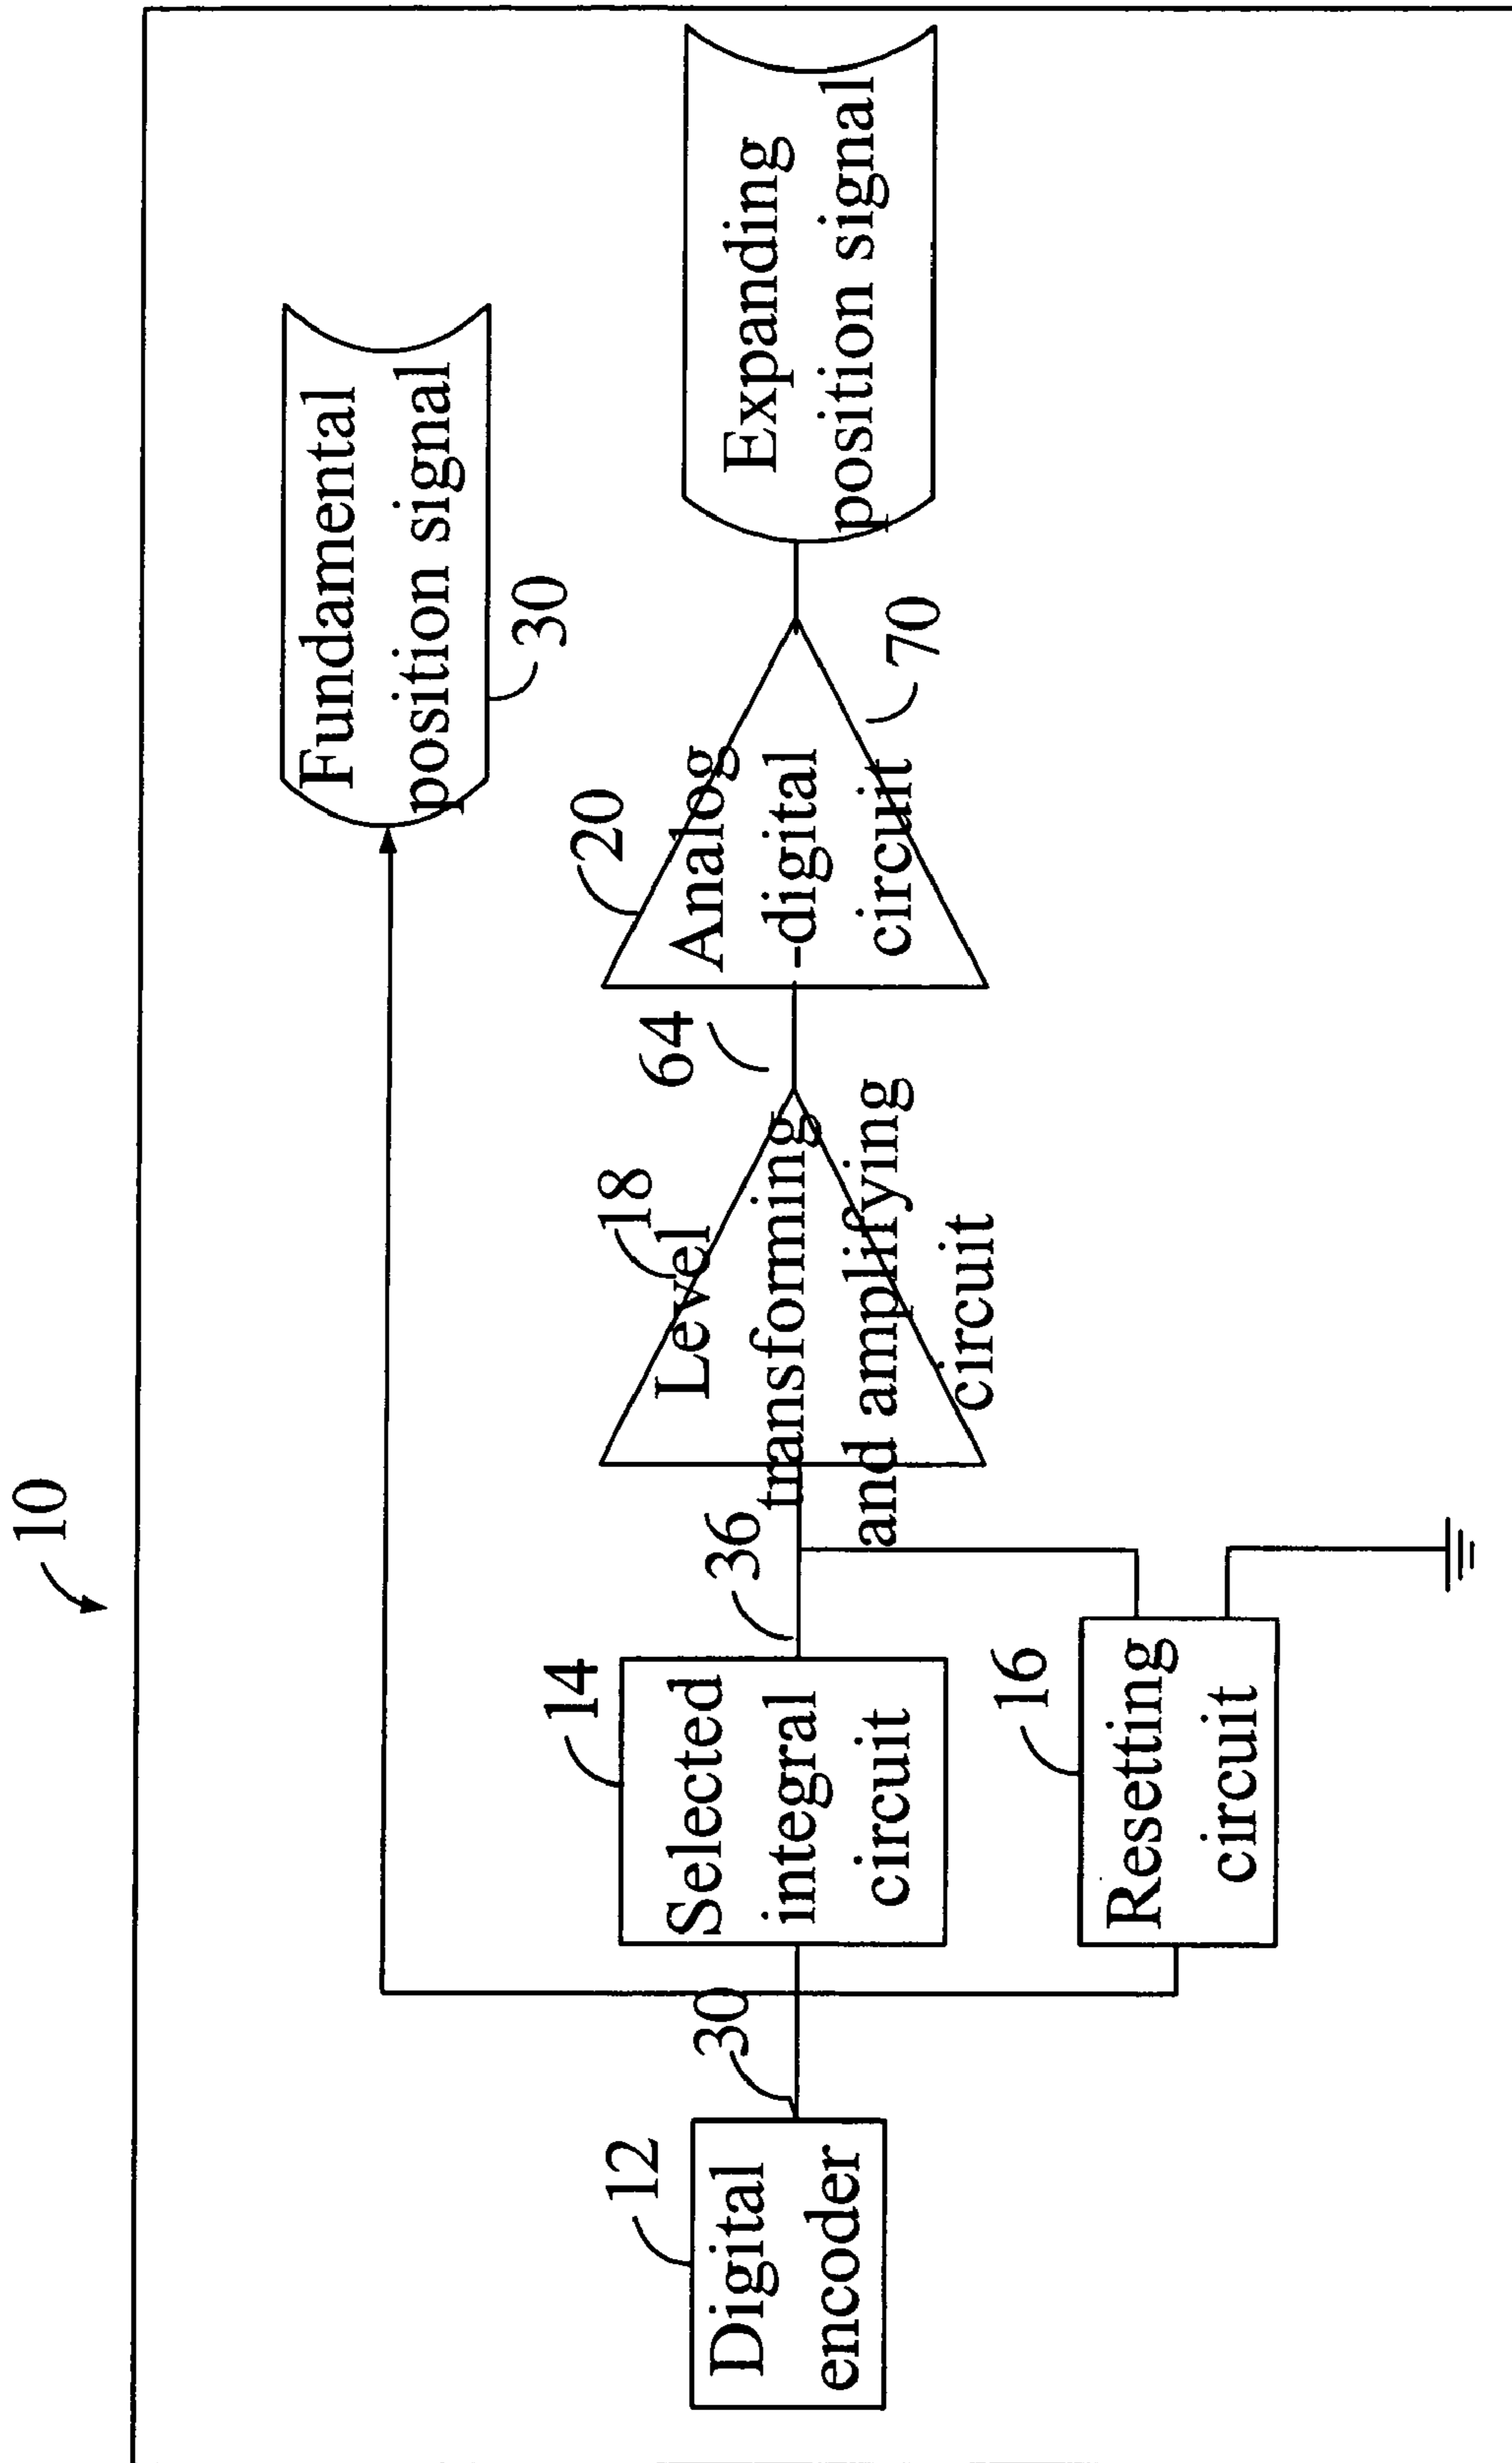 10
Fundamental
position signal
30
12
Digital
encoder
30
14
Selected
integral
circuit
36
16
Resetting
circuit
18
Level
transforming
and amplifying
circuit
64
20
Analog
-digital
circuit
70
Expanding
position signal